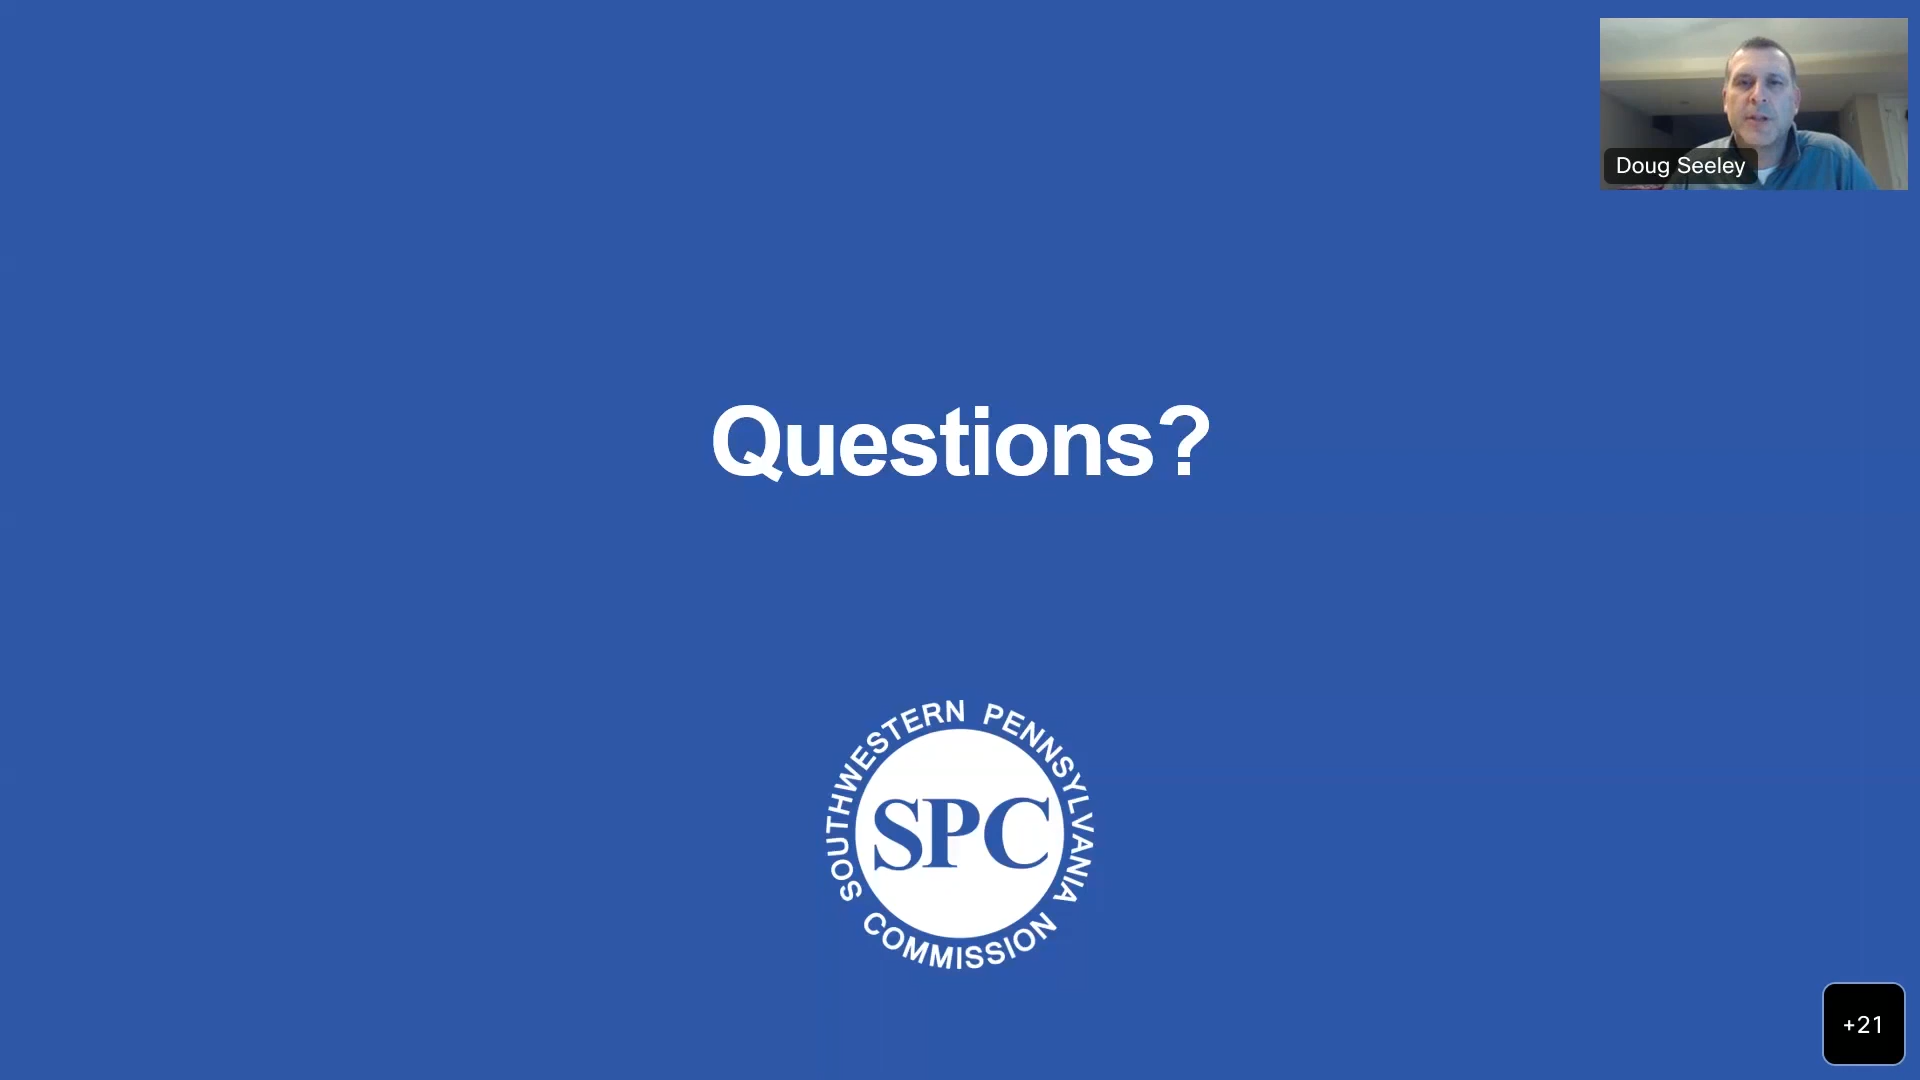 Doug Seeley
Questions?
SOUTHWESTERN PENNSYLVANIA
SPC
COMMISSION
+21